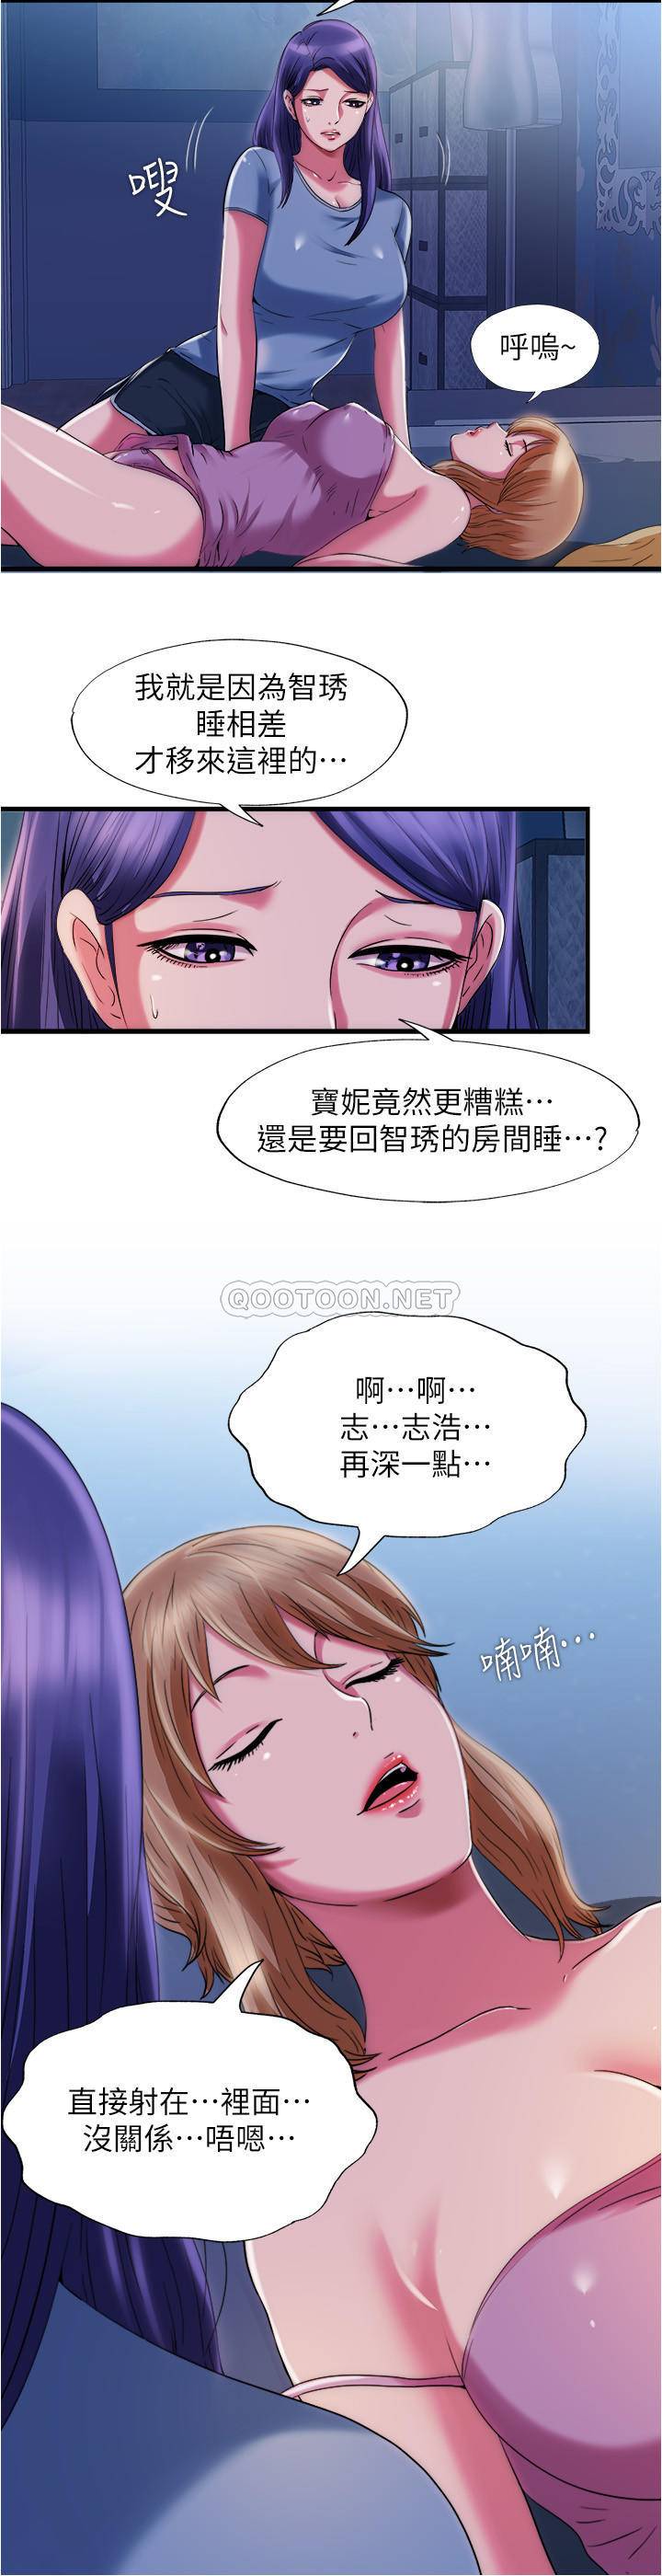 嗖
呼嗚~
我就是因為智琇
睡相差
才移來這裡的⋯
寶妮竟然更糟糕⋯
還是要回智琇的房間睡⋯?
QOOTOON.NET
啊⋯啊⋯
志⋯志浩⋯
再深一點⋯
喃喃⋯
直接射在⋯裡面⋯
沒關係⋯唔嗯⋯